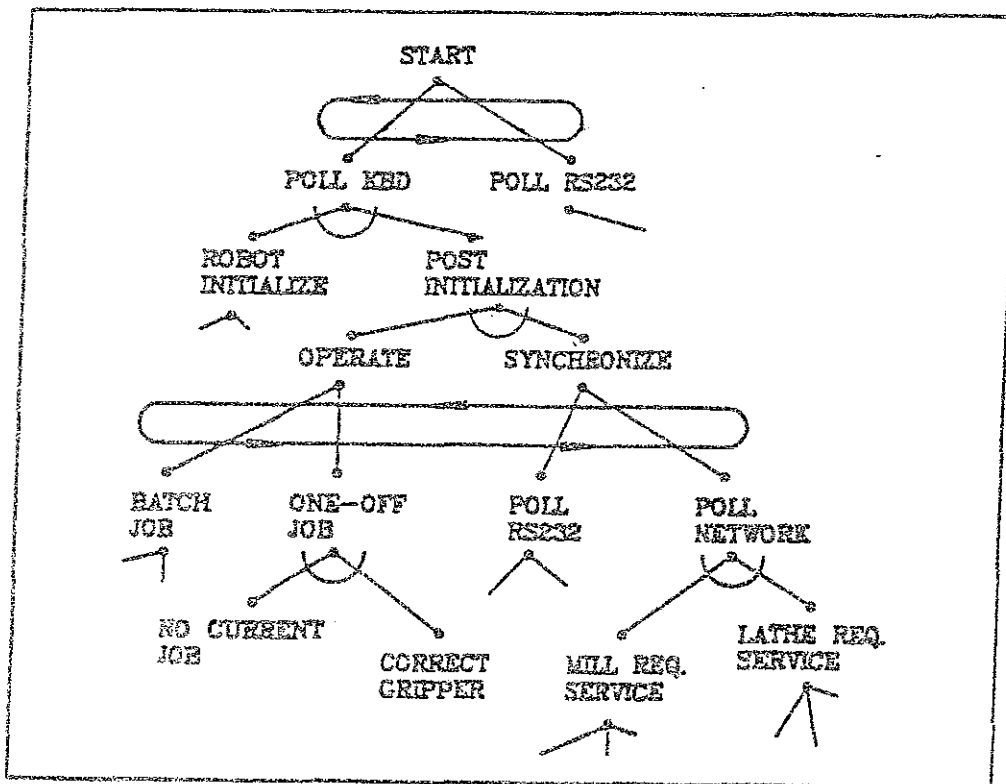 START
POLL KBD
POLL RS232
ROBOT
INITIALIZE
POST
INITIALIZATION
OPERATE
SYNCHRONIZE
BATCH
JOB
ONE-OFF
JOB
POLL
RS232
POLL
NETWORK
NO CURRENT
JOB
CORRECT
GRIPPER
MILL REQ.
SERVICE
LATHE REQ.
SERVICE